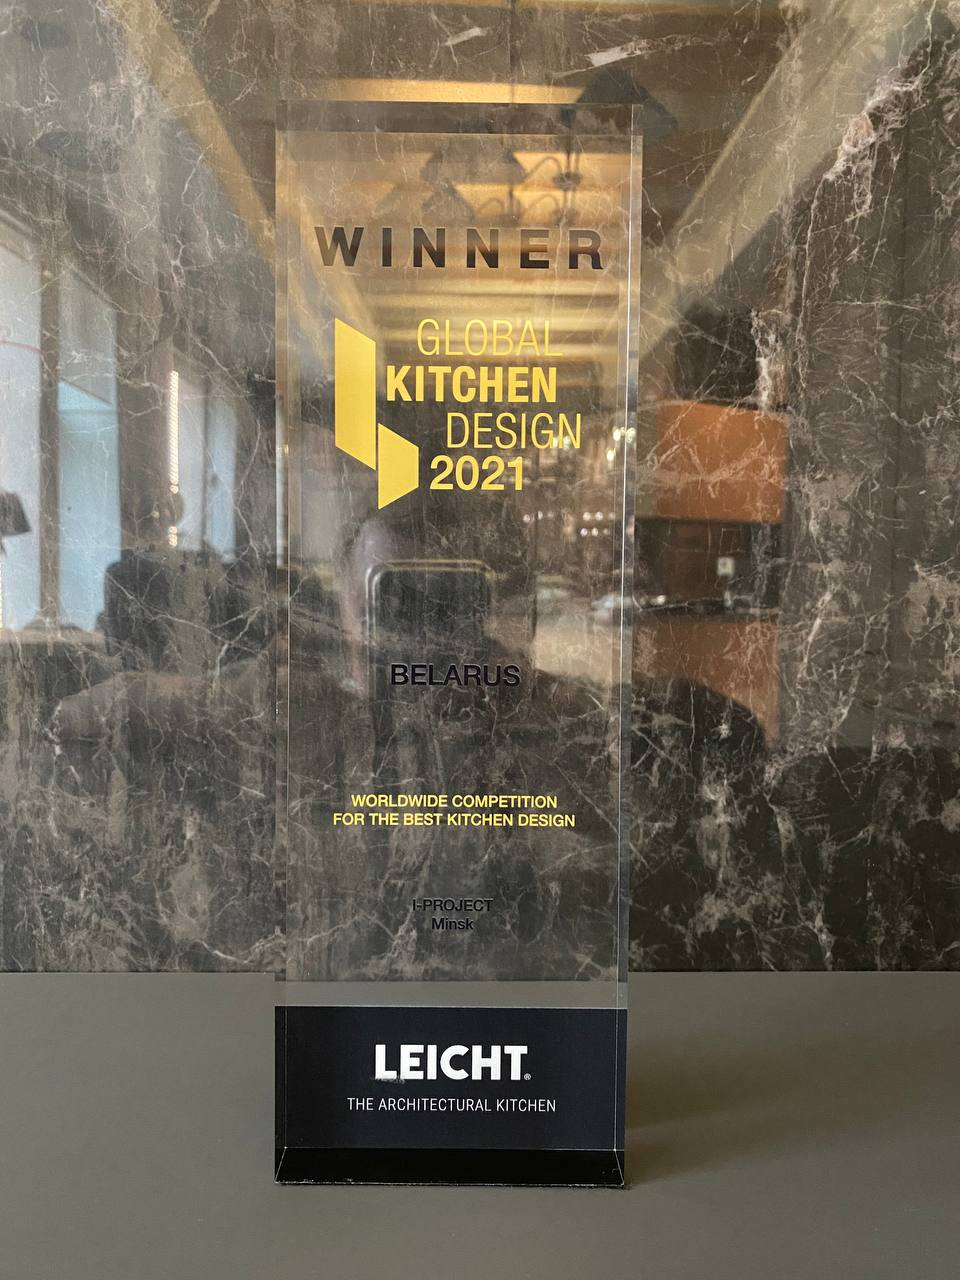 WINNER
GLOBAL
KITCHEN
DESIGN
2021
BELARUS
WORLDWIDE COMPETITION
FOR THE BEST KITCHEN DESIGN
I-PROJECT
Minsk
LEICHT®
THE ARCHITECTURAL KITCHEN